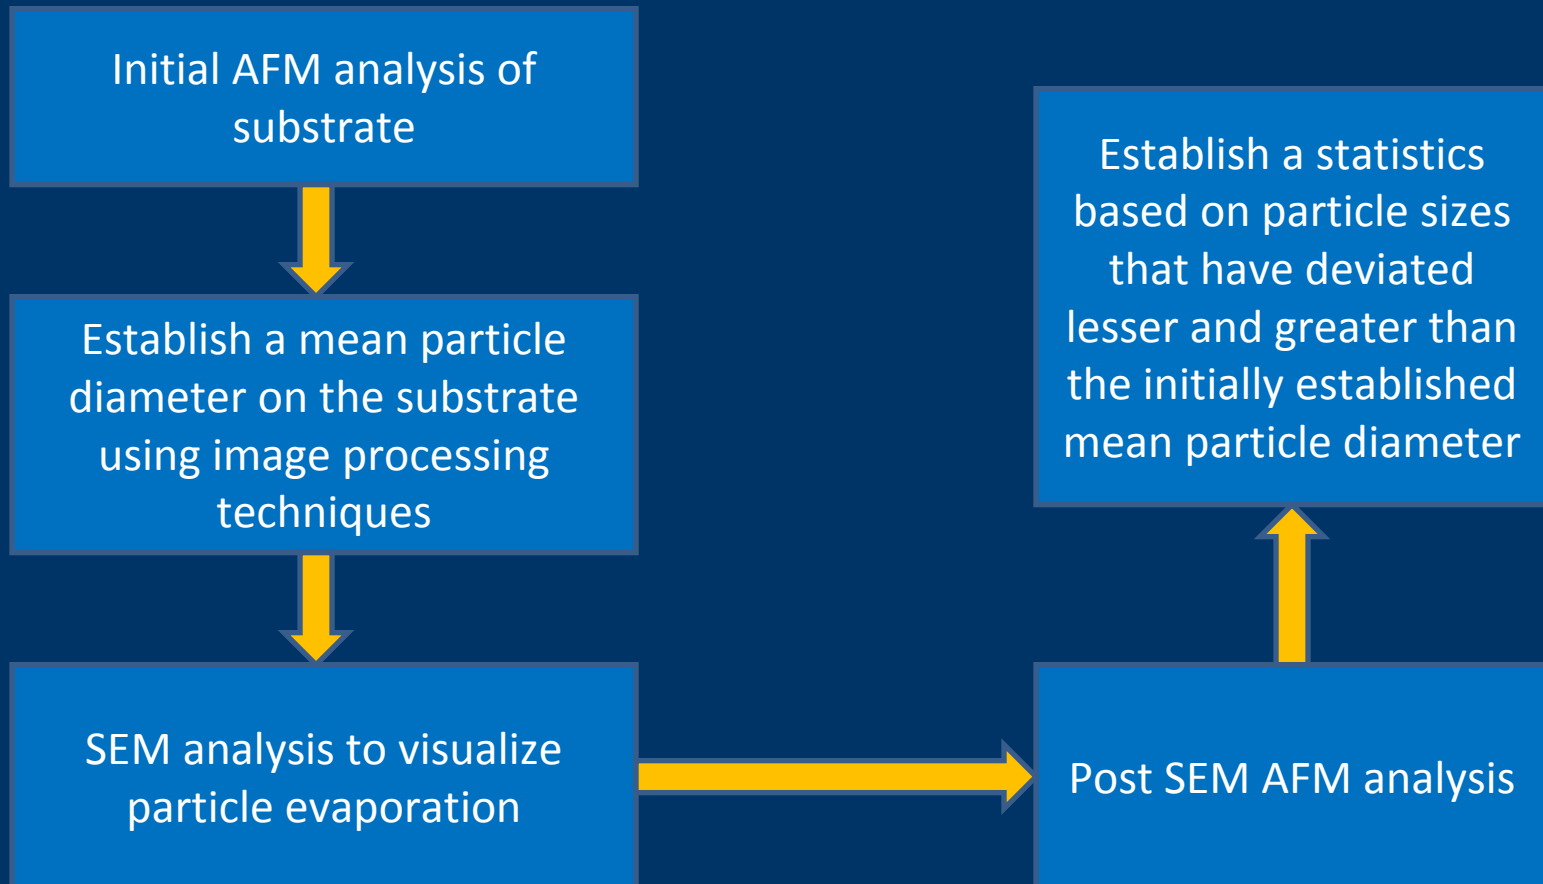 Initial AFM analysis of
substrate
Establish a mean particle
diameter on the substrate
using image processing
techniques
SEM analysis to visualize
particle evaporation
Post SEM AFM analysis
Establish a statistics
based on particle sizes
that have deviated
lesser and greater than
the initially established
mean particle diameter